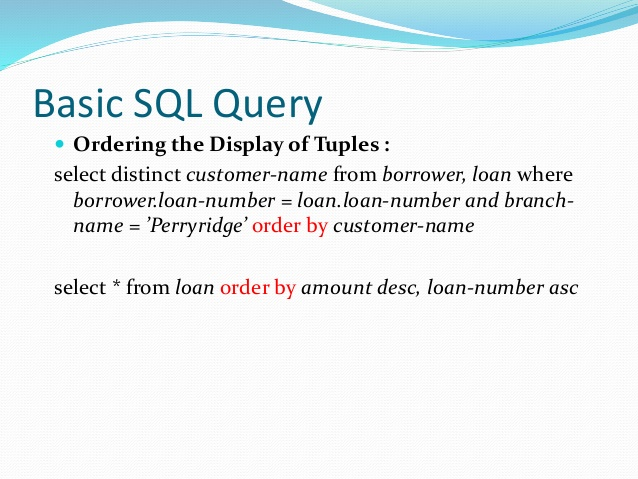 Basic SQL Query
• Ordering the Display of Tuples :
select distinct customer-name from borrower, loan where
borrower.loan-number = loan.loan-number and branch-
name = ’Perryridge’ order by customer-name
select * from loan order by amount desc, loan-number asc